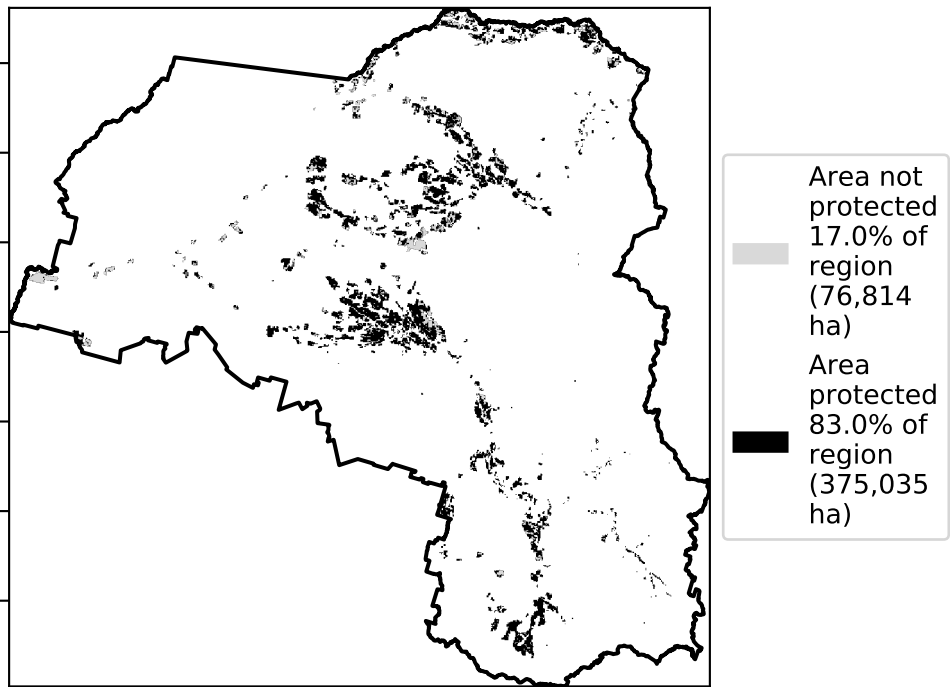 Area not
protected
17.0% of
region
(76,814
ha)
Area
protected
83.0% of
region
(375,035
ha)